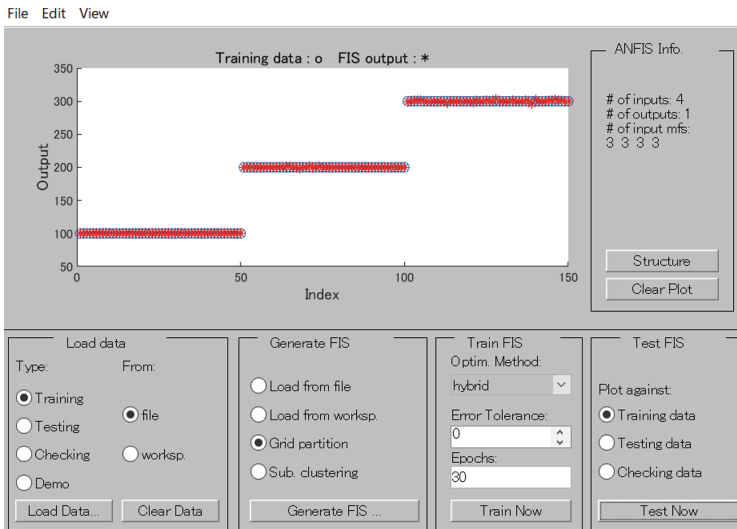 File Edit View
Training data : o FIS output : *
350
300
250
200
150
100
50
Output
0 50 100 150
Index
ANFIS Info.
# of inputs: 4
# of outputs: 1
# of input mfs:
3 3 3 3
Structure
Clear Plot
Load data
Type: From:
Training
Testing
Checking
Demo
file
worksp.
Load Data...
Clear Data
Generate FIS
Load from file
Load from worksp.
Grid partition
Sub. clustering
Generate FIS ...
Train FIS
Optim. Method:
hybrid
Error Tolerance:
0
Epochs:
30
Train Now
Test FIS
Plot against:
Training data
Testing data
Checking data
Test Now